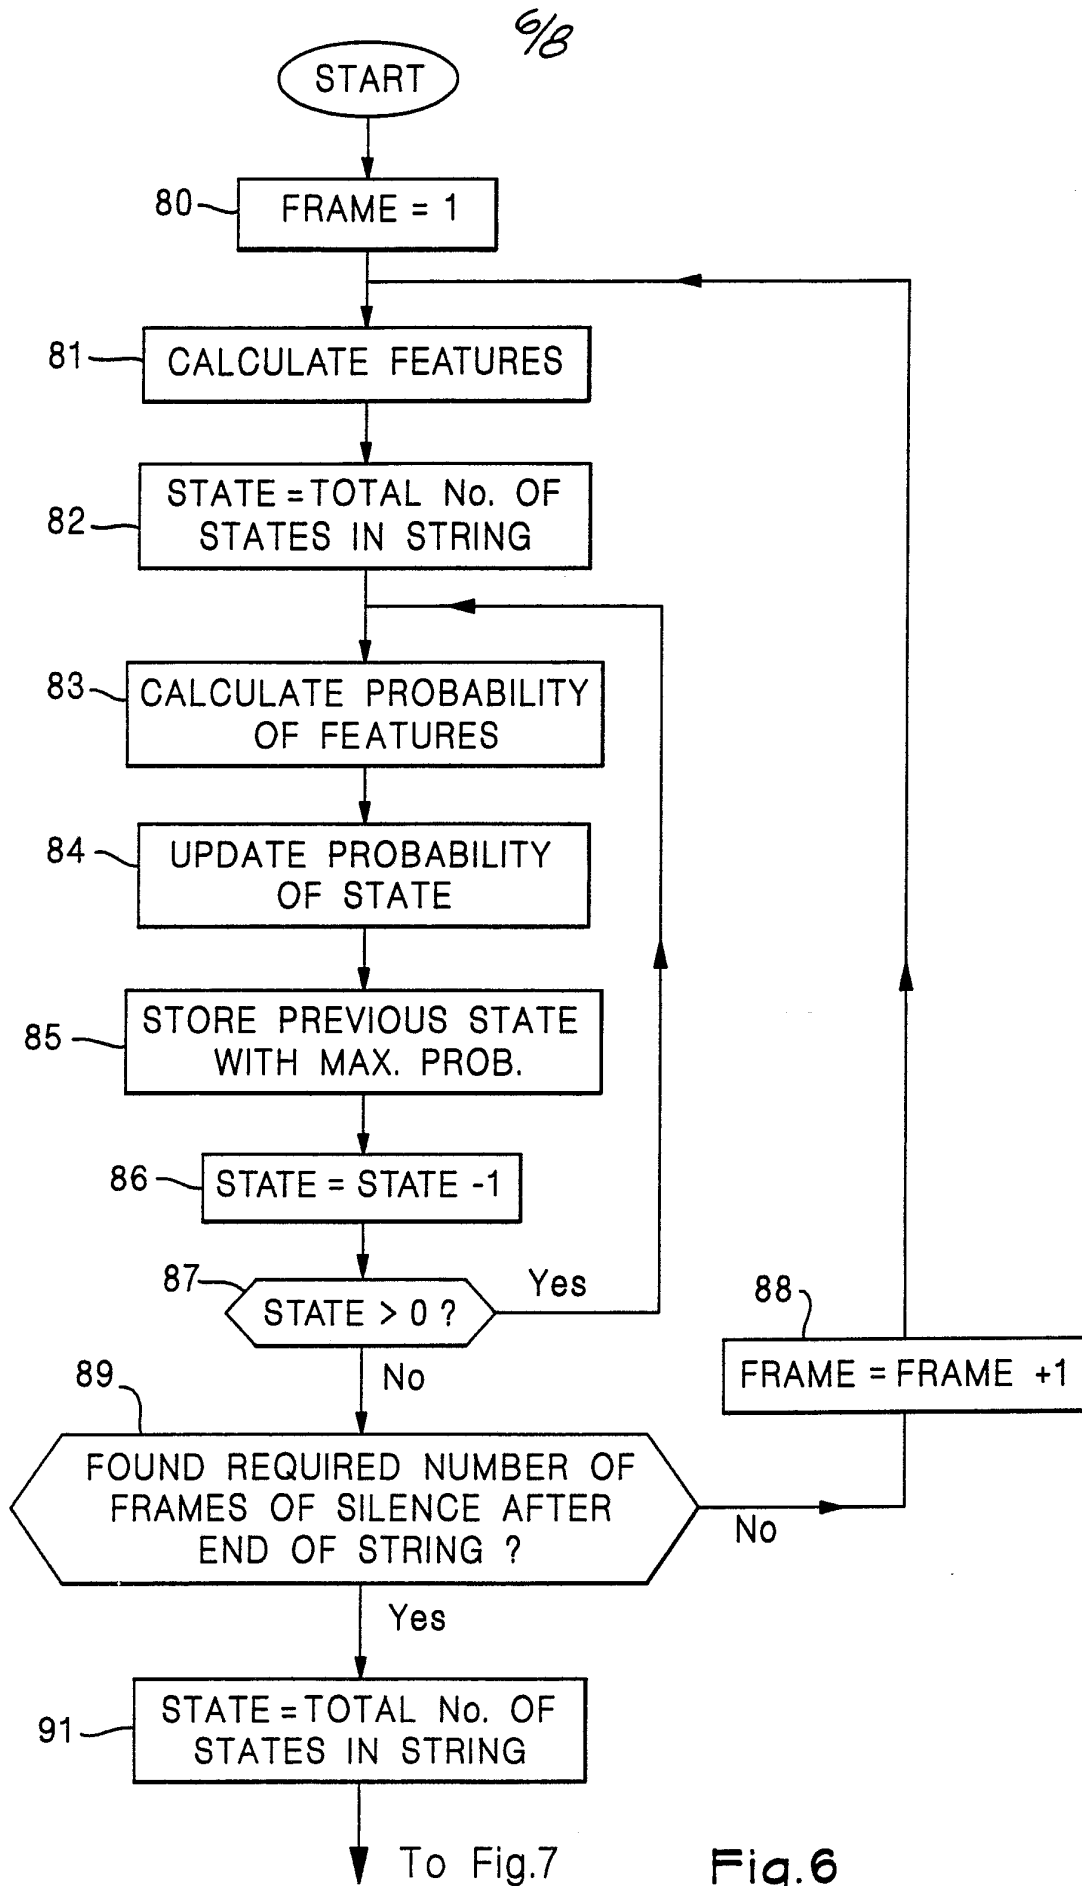 6/8
START
80
FRAME = 1
81
CALCULATE FEATURES
82
STATE = TOTAL No. OF
STATES IN STRING
83
CALCULATE PROBABILITY
OF FEATURES
84
UPDATE PROBABILITY
OF STATE
85
STORE PREVIOUS STATE
WITH MAX. PROB.
86
STATE = STATE -1
87
STATE > 0 ?
Yes
No
88
FRAME = FRAME +1
89
FOUND REQUIRED NUMBER OF
FRAMES OF SILENCE AFTER
END OF STRING ?
No
Yes
91
STATE = TOTAL No. OF
STATES IN STRING
To Fig.7
Fig.6